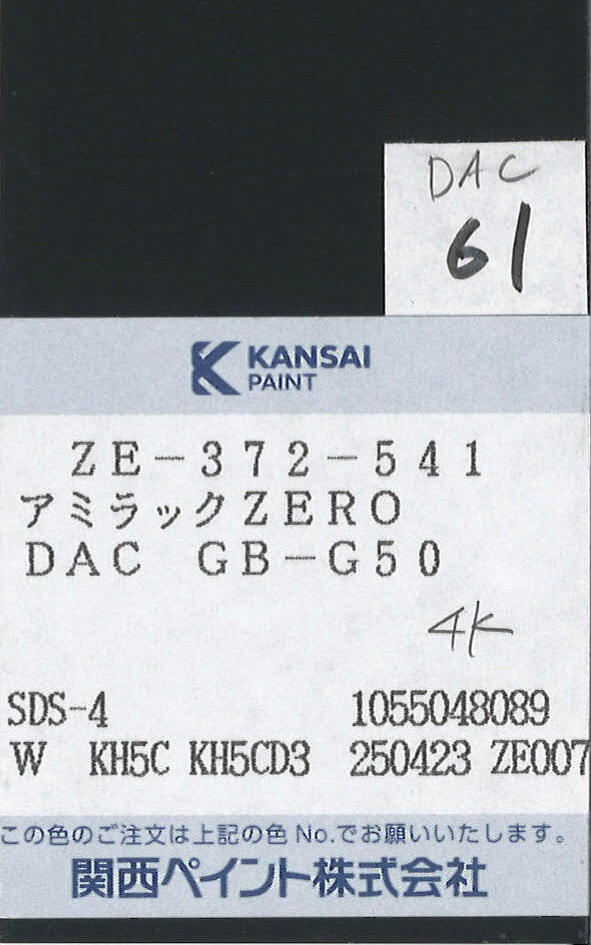 DAC
61
KANSAI
PAINT
ZE-372-541
アミラックZERO
DAC GB-G50
4K
SDS-4 1055048089
W KH5C KH5CD3 250423 ZE007
この色のご注文は上記の色No.でお願いいたします。
関西ペイント株式会社